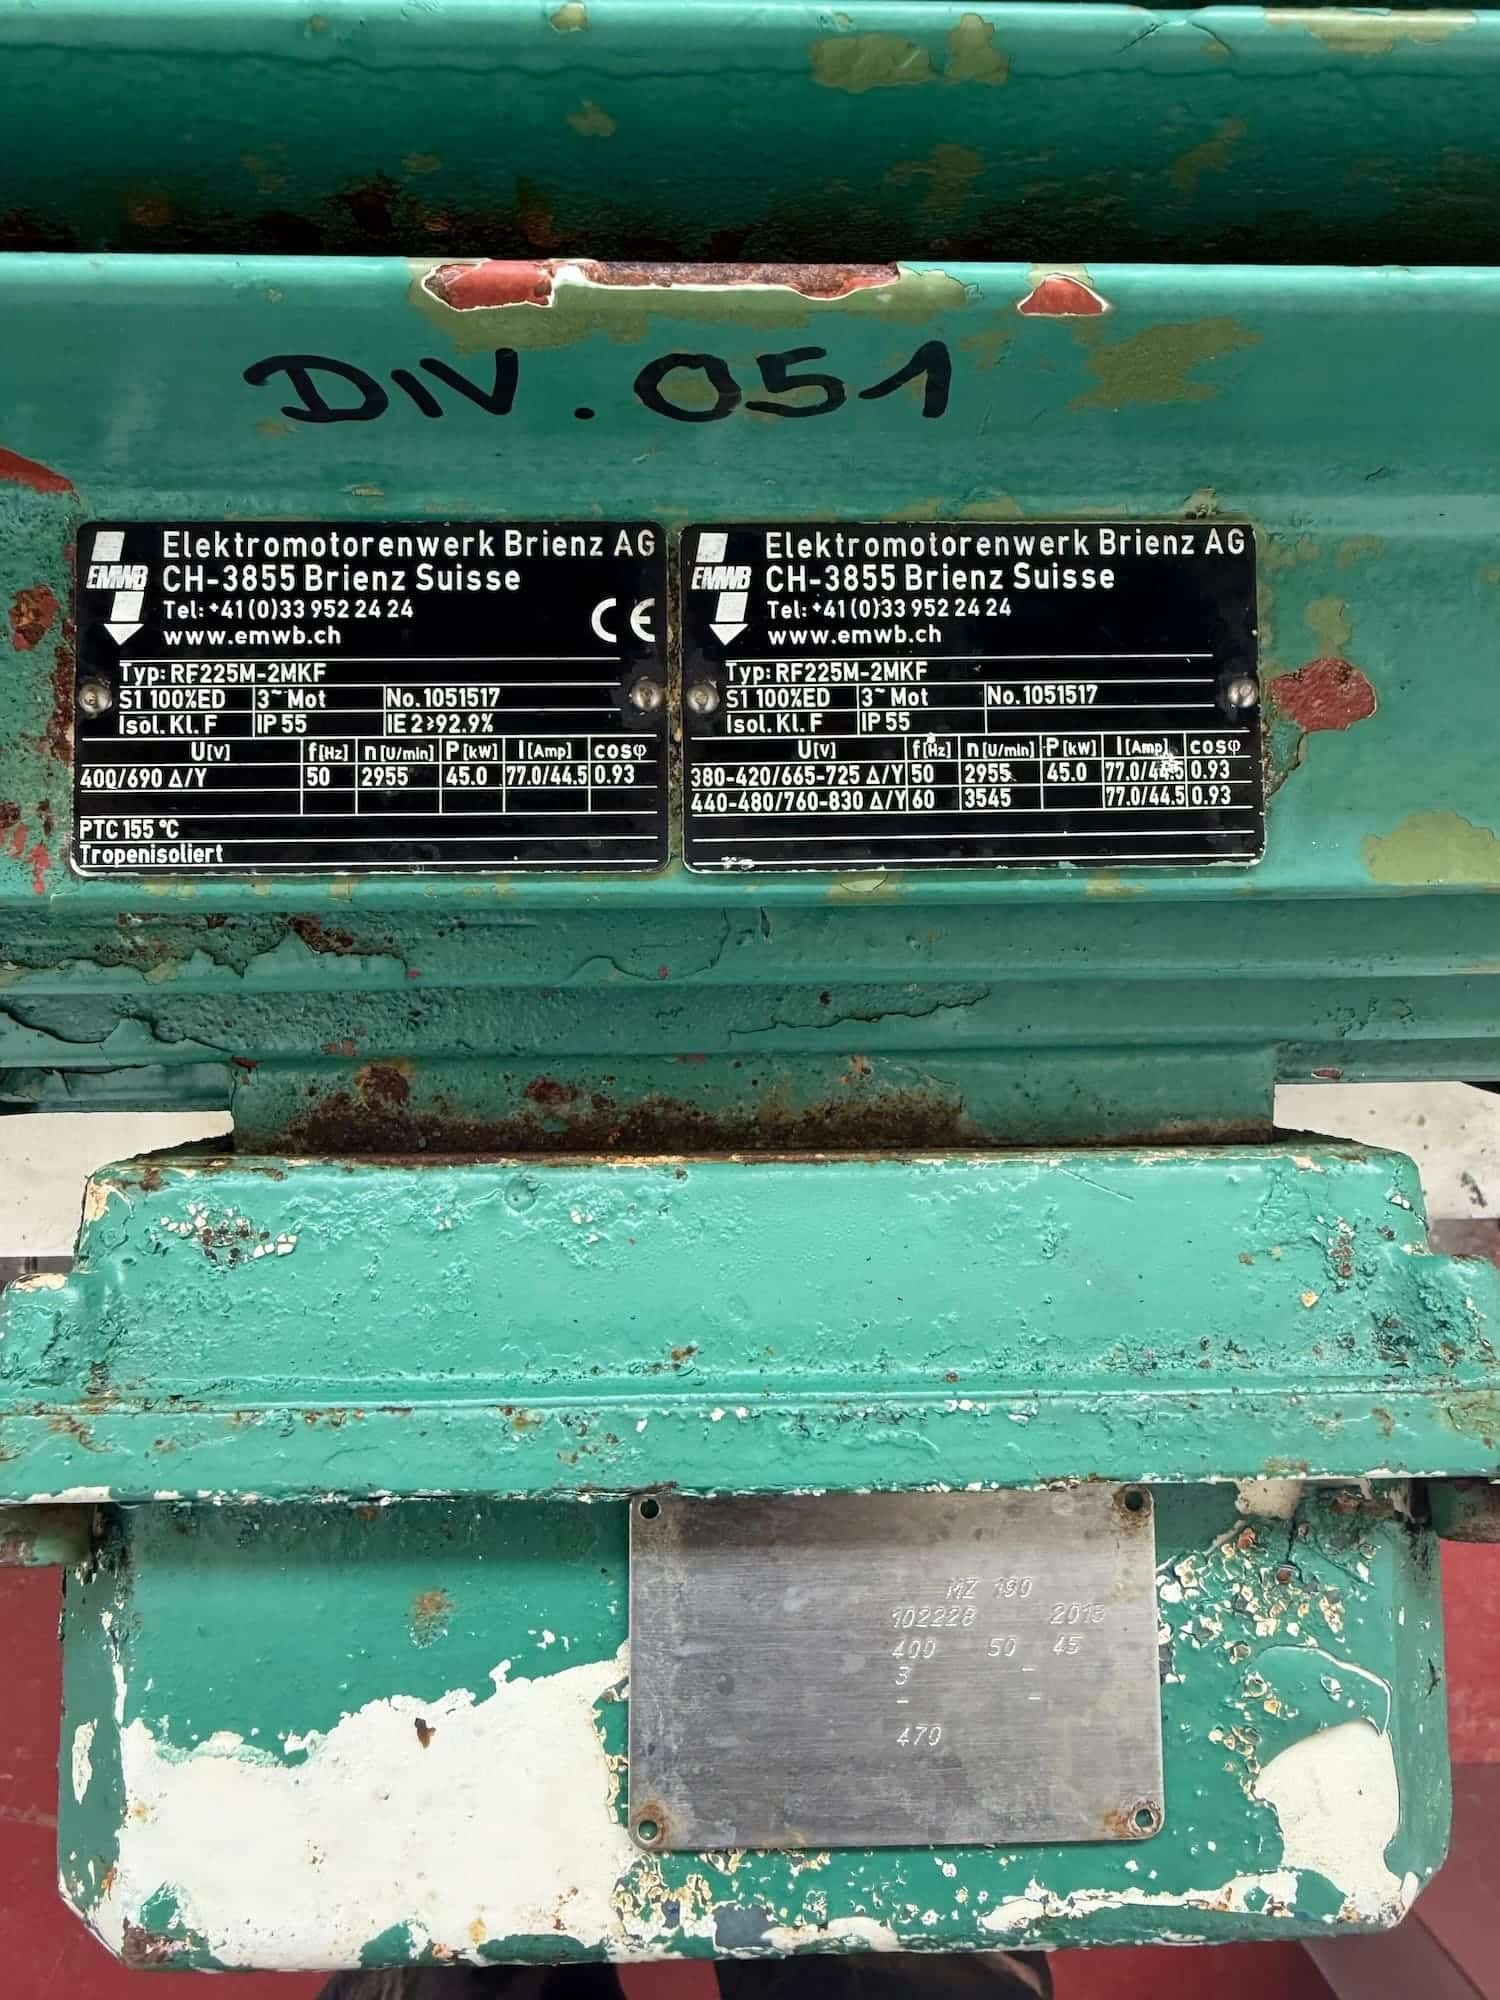 DIV. 051
Elektromotorenwerk Brienz AG
CH-3855 Brienz Suisse
EMWB
Tel: +41(0)33 952 24 24
www.emwb.ch
CE
Typ: RF225M-2MKF
S1 100%ED 3~Mot No. 1051517
Isol. Kl. F IP 55 IE2>92.9%
U[V] f[Hz] n[U/min] P[kW] I[Amp] cosφ
400/690 Δ/Y 50 2955 45.0 77.0/44.5 0.93
PTC 155 °C
Tropenisoliert
Elektromotorenwerk Brienz AG
CH-3855 Brienz Suisse
EMWB
Tel: +41(0)33 952 24 24
www.emwb.ch
Typ: RF225M-2MKF
S1 100%ED 3~Mot No. 1051517
Isol. Kl. F IP 55
U[V] f[Hz] n[U/min] P[kW] I[Amp] cosφ
380-420/665-725 Δ/Y 50 2955 45.0 77.0/44.5 0.93
440-480/760-830 Δ/Y 60 3545 77.0/44.5 0.93
MZ 190
102228 2013
400 50 45
3 -
- -
470